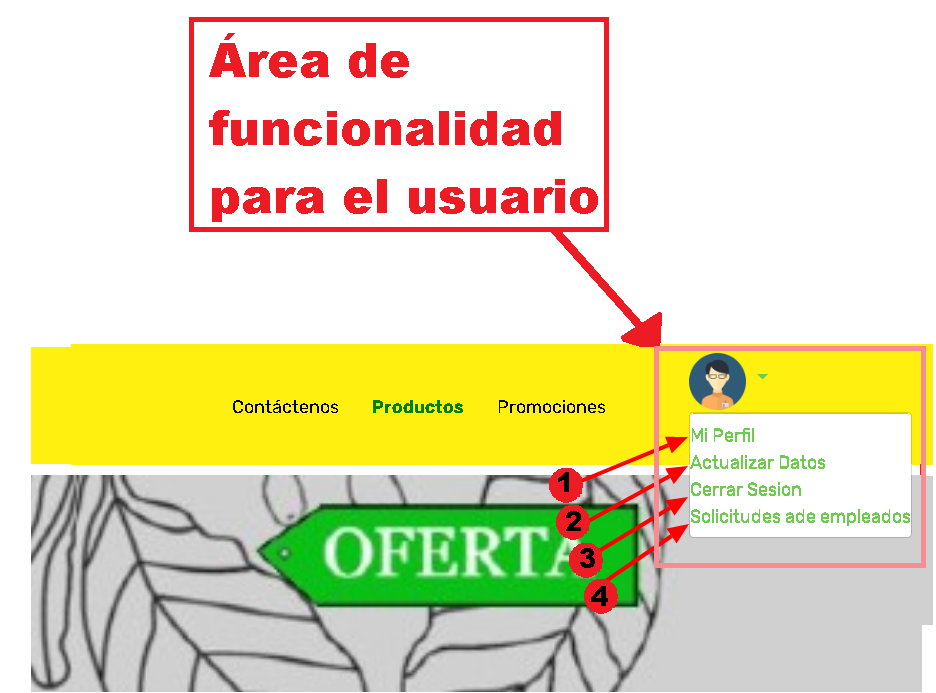 Área de
funcionalidad
para el usuario
Contáctenos Productos Promociones
Mi Perfil
Actualizar Datos
Cerrar Sesion
Solicitudes ade empleados
1
2
3
4
OFERTA